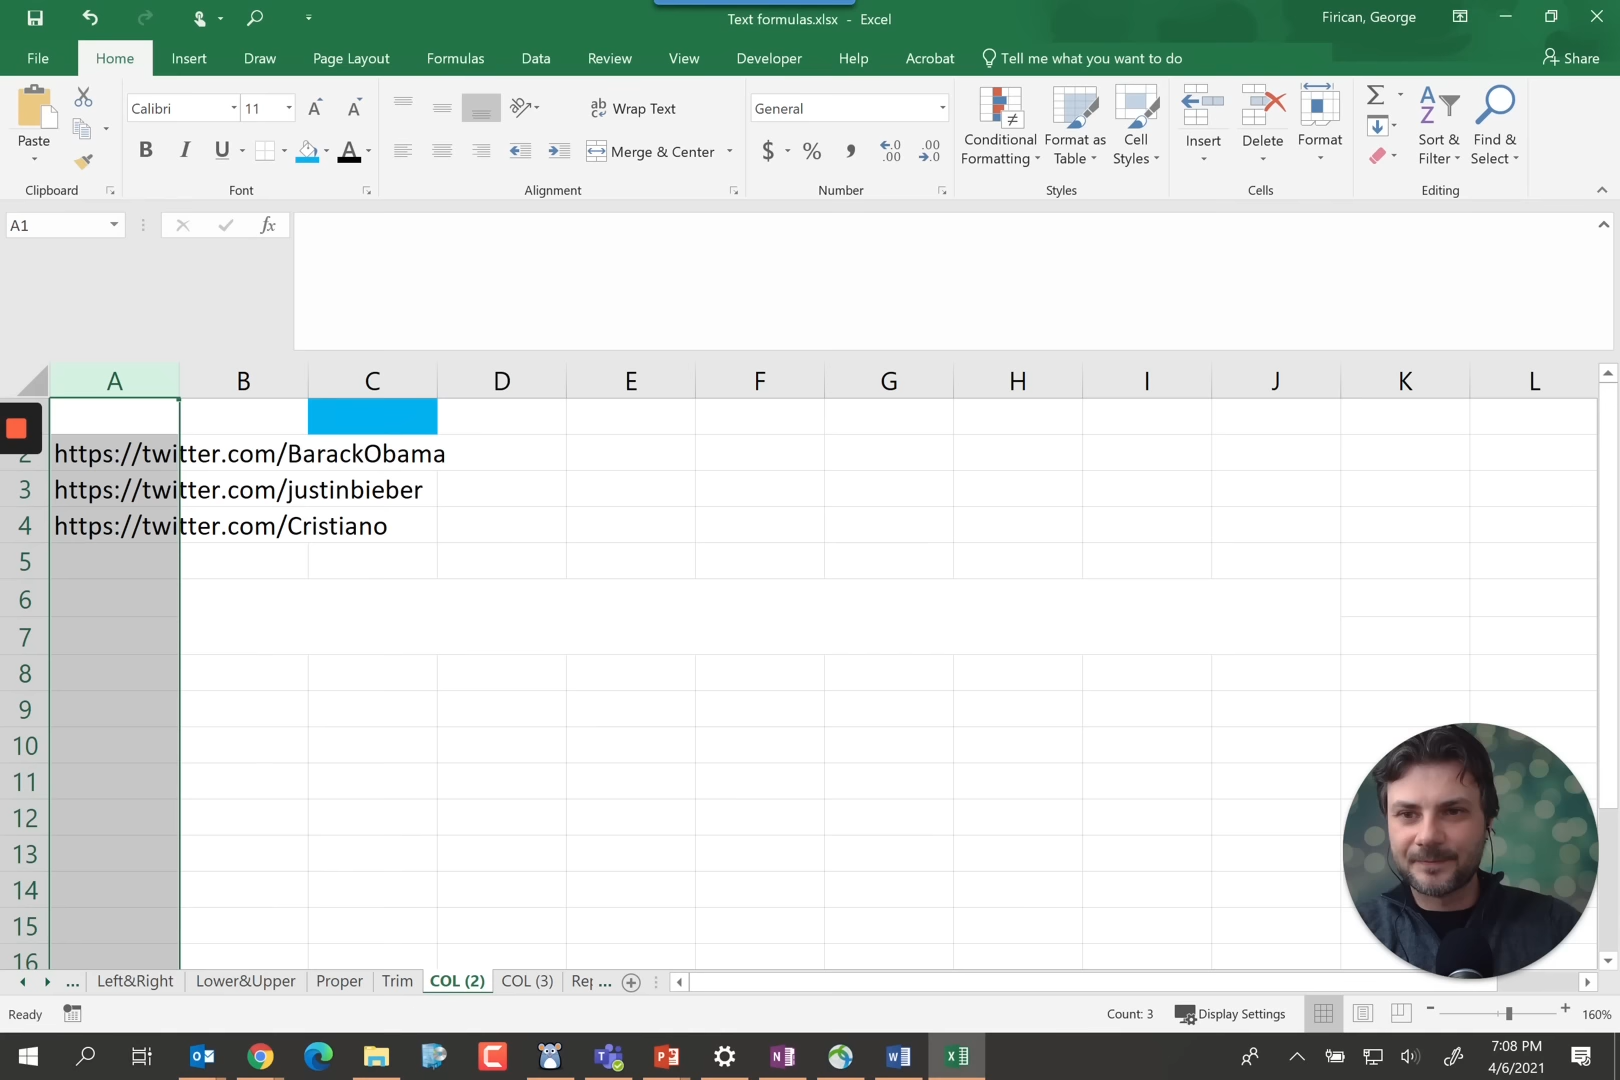 Text formulas.xlsx - Excel
Firican, George
File Home Insert Draw Page Layout Formulas Data Review View Developer Help Acrobat Tell me what you want to do Share
Paste
Clipboard
Calibri 11
B I U
Font
ab Wrap Text
Merge & Center
Alignment
General
$ % ,
Number
Conditional Formatting
Format as Table
Cell Styles
Styles
Insert Delete Format
Cells
Sort & Filter
Find & Select
Editing
A1 fx
A B C D E F G H I J K L
2 https://twitter.com/BarackObama
3 https://twitter.com/justinbieber
4 https://twitter.com/Cristiano
5
6
7
8
9
10
11
12
13
14
15
16
... Left&Right Lower&Upper Proper Trim COL (2) COL (3) Rep ...
Ready Count: 3 Display Settings 160%
7:08 PM
4/6/2021